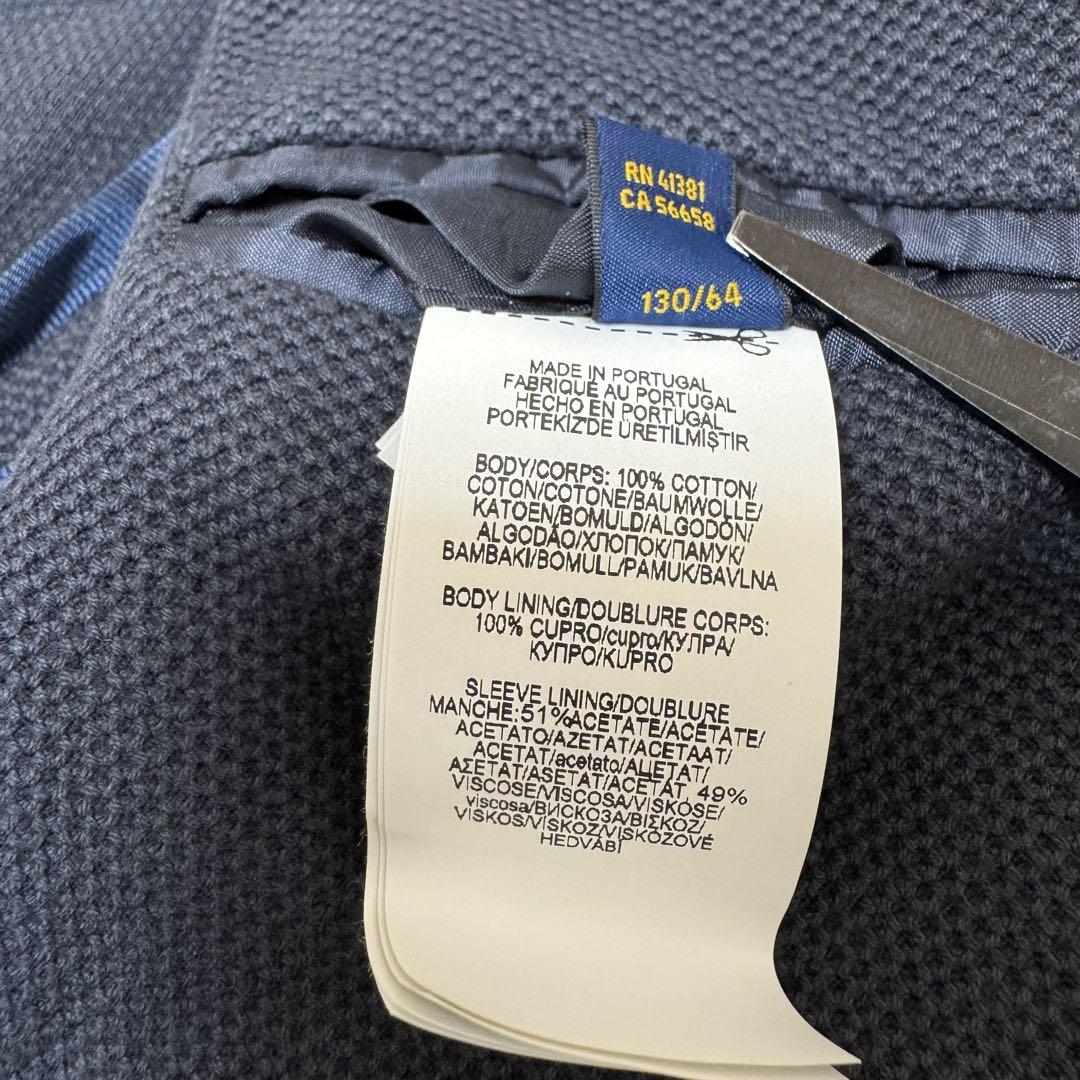 RN 41381
CA 56658
130/64
MADE IN PORTUGAL
FABRIQUÉ AU PORTUGAL
HECHO EN PORTUGAL
PORTEKİZ'DE ÜRETİLMİŞTİR
BODY/CORPS: 100% COTTON/
COTON/COTONE/BAUMWOLLE/
KATOEN/BOMULD/ALGODÓN/
ALGODÃO/ХЛОПОК/ПАМУК/
BAMBAKI/BOMULL/PAMUK/BAVLNA
BODY LINING/DOUBLURE CORPS:
100% CUPRO/cupro/КУПРА/
КУПРО/KUPRO
SLEEVE LINING/DOUBLURE
MANCHE:51%ACETATE/ACÉTATE/
ACETATO/AZETAT/ACETAAT/
ACETAT/acetato/АЦЕТАТ/
ΑΣΕΤΑΤ/ASETAT/ACETÁT, 49%
VISCOSE/VISCOSA/VISKOSE/
viscosa/ВИСКОЗА/ΒΙΣΚΟΖ/
VISKOS/VİSKOZ/VISKÓZOVÉ
HEDVÁBÍ